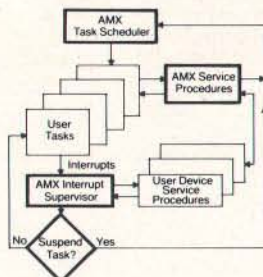 AMX
Task Scheduler
AMX Service
Procedures
User
Tasks
Interrupts
AMX Interrupt
Supervisor
User Device
Service
Procedures
No
Suspend
Task?
Yes